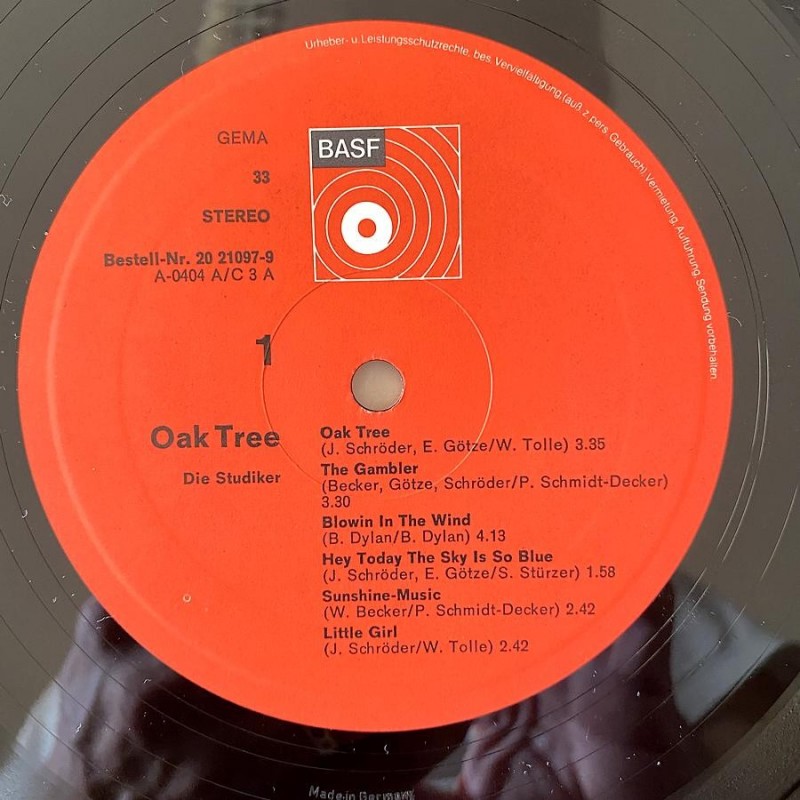 Urheber- u. Leistungsschutzrechte, bes. Vervielfältigung, (auß. z. pers. Gebrauch) Vermietung, Aufführung, Sendung vorbehalten.
GEMA
BASF
33
STEREO
Bestell-Nr. 20 21097-9
A-0404 A/C 3 A
1
Oak Tree
Die Studiker
Oak Tree
(J. Schröder, E. Götze/W. Tolle) 3.35
The Gambler
(Becker, Götze, Schröder/P. Schmidt-Decker)
3.30
Blowin In The Wind
(B. Dylan/B. Dylan) 4.13
Hey Today The Sky Is So Blue
(J. Schröder, E. Götze/S. Stürzer) 1.58
Sunshine-Music
(W. Becker/P. Schmidt-Decker) 2.42
Little Girl
(J. Schröder/W. Tolle) 2.42
Made in Germany